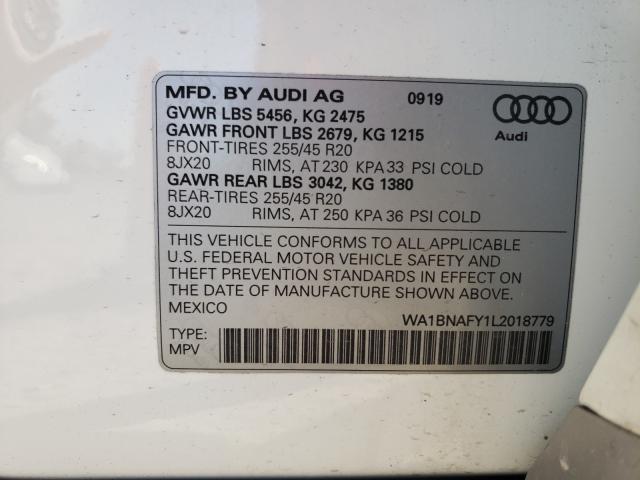 MFD. BY AUDI AG 0919
GVWR LBS 5456, KG 2475
GAWR FRONT LBS 2679, KG 1215
FRONT-TIRES 255/45 R20
8JX20 RIMS, AT 230 KPA 33 PSI COLD
GAWR REAR LBS 3042, KG 1380
REAR-TIRES 255/45 R20
8JX20 RIMS, AT 250 KPA 36 PSI COLD
Audi
THIS VEHICLE CONFORMS TO ALL APPLICABLE
U.S. FEDERAL MOTOR VEHICLE SAFETY AND
THEFT PREVENTION STANDARDS IN EFFECT ON
THE DATE OF MANUFACTURE SHOWN ABOVE.
MEXICO
WA1BNAFY1L2018779
TYPE:
MPV